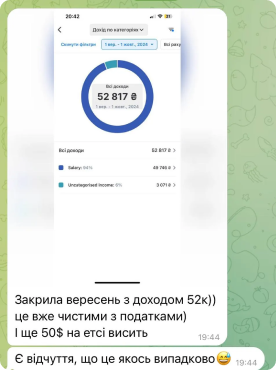 20:42
Дохід по категоріях
Скинути фільтри
1 вер. – 1 жовт., 2024
Всі раху
Всі доходи
52 817 ₴
1 вер. – 1 жовт., 2024
Всі доходи 52 817 ₴
Salary: 94% 49 746 ₴
Uncategorised Income: 6% 3 071 ₴
Закрила вересень з доходом 52к))
це вже чистими з податками)
І ще 50$ на етсі висить
19:44
Є відчуття, що це якось випадково😅
19:44